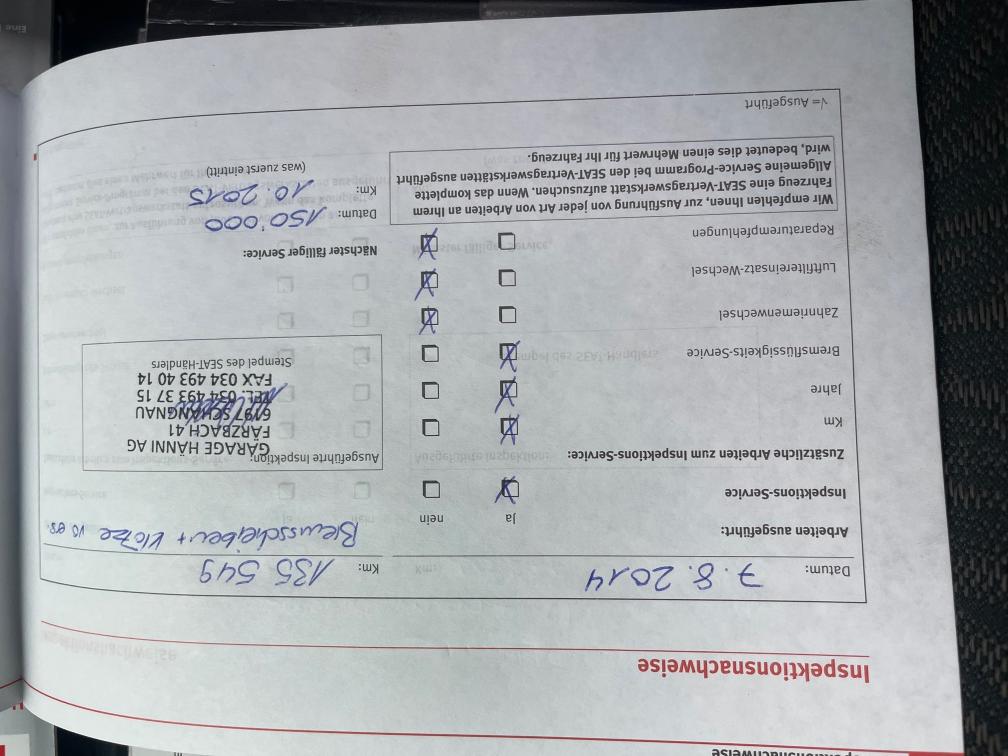 Inspektionsnachweise
Datum: 7.8.2014 Km: 135 549
Arbeiten ausgeführt: Ja nein
Bremsscheiben + Klötze vo ers.
Inspektions-Service
Zusätzliche Arbeiten zum Inspektions-Service:
Km
Jahre
Bremsflüssigkeits-Service
Zahnriemenwechsel
Luftfiltereinsatz-Wechsel
Reparaturempfehlungen
Wir empfehlen Ihnen, zur Ausführung von jeder Art von Arbeiten an Ihrem
Fahrzeug eine SEAT-Vertragswerkstatt aufzusuchen. Wenn das komplette
Allgemeine Service-Programm bei den SEAT-Vertragswerkstätten ausgeführt
wird, bedeutet dies einen Mehrwert für Ihr Fahrzeug.
√= Ausgeführt
Ausgeführte Inspektion:
GARAGE HÄNNI AG
FÄRZBACH 41
6197 SCHANGNAU
TEL. 034 493 37 15
FAX 034 493 40 14
Stempel des SEAT-Händlers
Nächster fälliger Service:
Datum: 150'000
Km: 10.2015
(was zuerst eintritt)